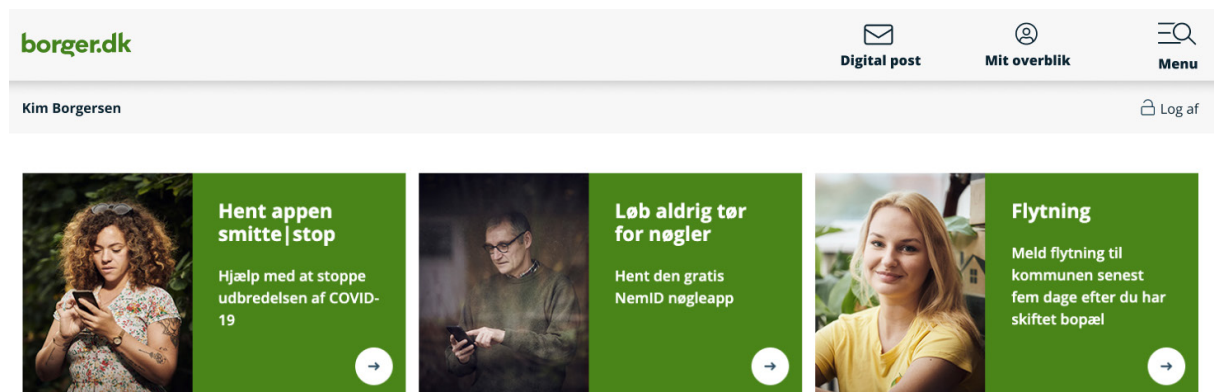 borger.dk
Digital post
Mit overblik
Menu
Kim Borgersen
Log af
Hent appen
smitte|stop
Hjælp med at stoppe
udbredelsen af COVID-
19
Løb aldrig tør
for nøgler
Hent den gratis
NemID nøgleapp
Flytning
Meld flytning til
kommunen senest
fem dage efter du har
skiftet bopæl